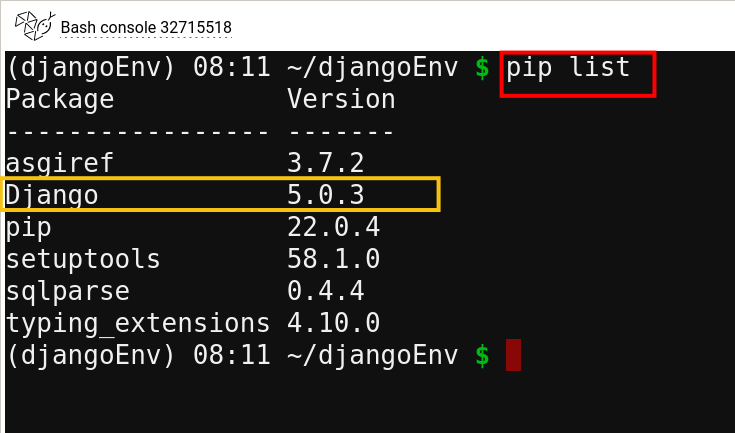 Bash console 32715518
(djangoEnv) 08:11 ~/djangoEnv $ pip list
Package           Version
----------------- -------
asgiref           3.7.2
Django            5.0.3
pip               22.0.4
setuptools        58.1.0
sqlparse          0.4.4
typing_extensions 4.10.0
(djangoEnv) 08:11 ~/djangoEnv $